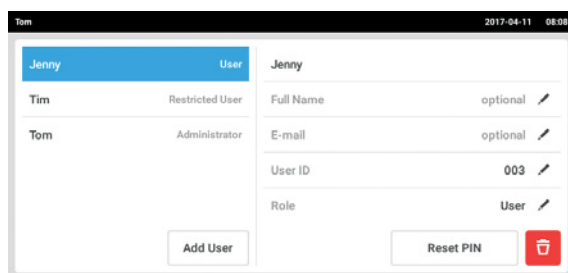 Tom 2017-04-11 08:08
Jenny User
Tim Restricted User
Tom Administrator
Add User
Jenny
Full Name optional
E-mail optional
User ID 003
Role User
Reset PIN